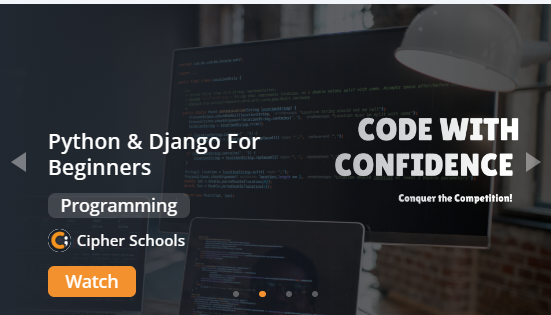 Python & Django For
Beginners
Programming
Cipher Schools
Watch
CODE WITH
CONFIDENCE
Conquer the Competition!